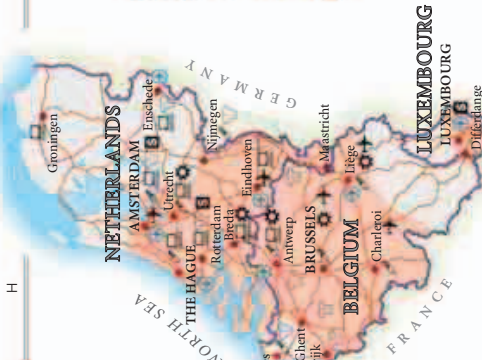 H
GERMANY
NORTH SEA
FRANCE
NETHERLANDS
Groningen
AMSTERDAM
Enschede
Utrecht
Nijmegen
THE HAGUE
Rotterdam
Breda
Eindhoven
Antwerp
Maastricht
BRUSSELS
Liège
BELGIUM
Charleroi
Ghent
LUXEMBOURG
LUXEMBOURG
Differdange
S
S
S